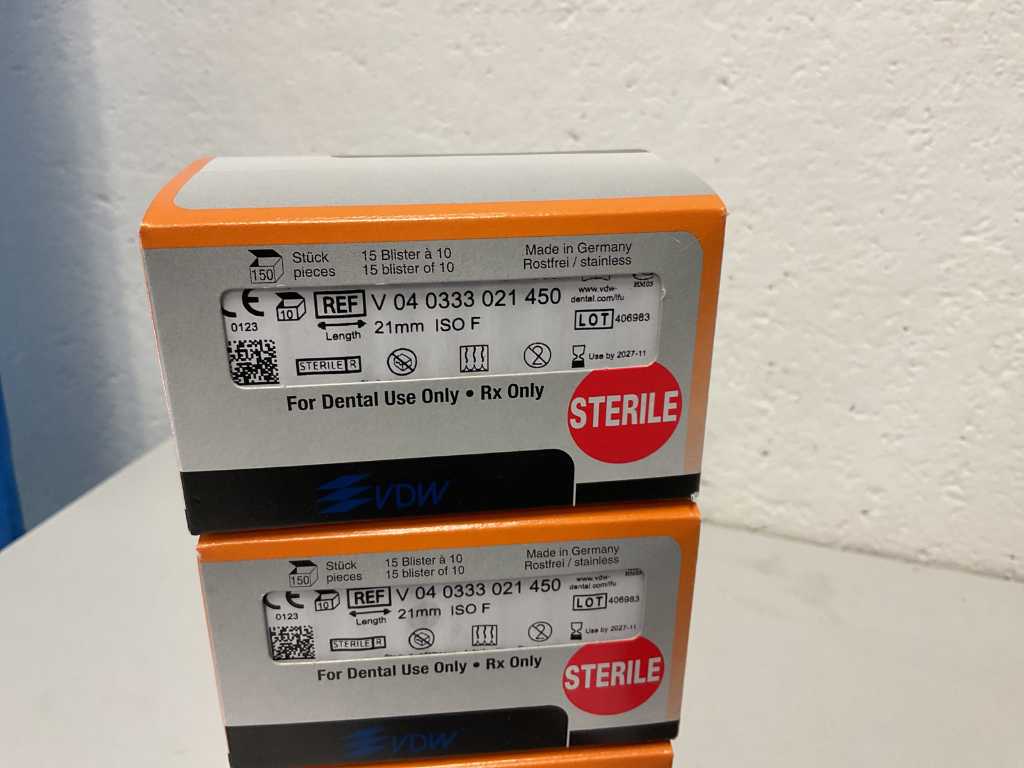 150
Stück
pieces
15 Blister à 10
15 blister of 10
Made in Germany
Rostfrei / stainless
CE
0123
10
REF V 04 0333 021 450
Length 21mm ISO F
www.vdw-
dental.com/ifu
LOT 406983
STERILE R
2
Use by 2027-11
For Dental Use Only • Rx Only
STERILE
VDW
150
Stück
pieces
15 Blister à 10
15 blister of 10
Made in Germany
Rostfrei / stainless
CE
0123
10
REF V 04 0333 021 450
Length 21mm ISO F
www.vdw-
dental.com/ifu
LOT 406983
STERILE R
2
Use by 2027-11
For Dental Use Only • Rx Only
STERILE
VDW